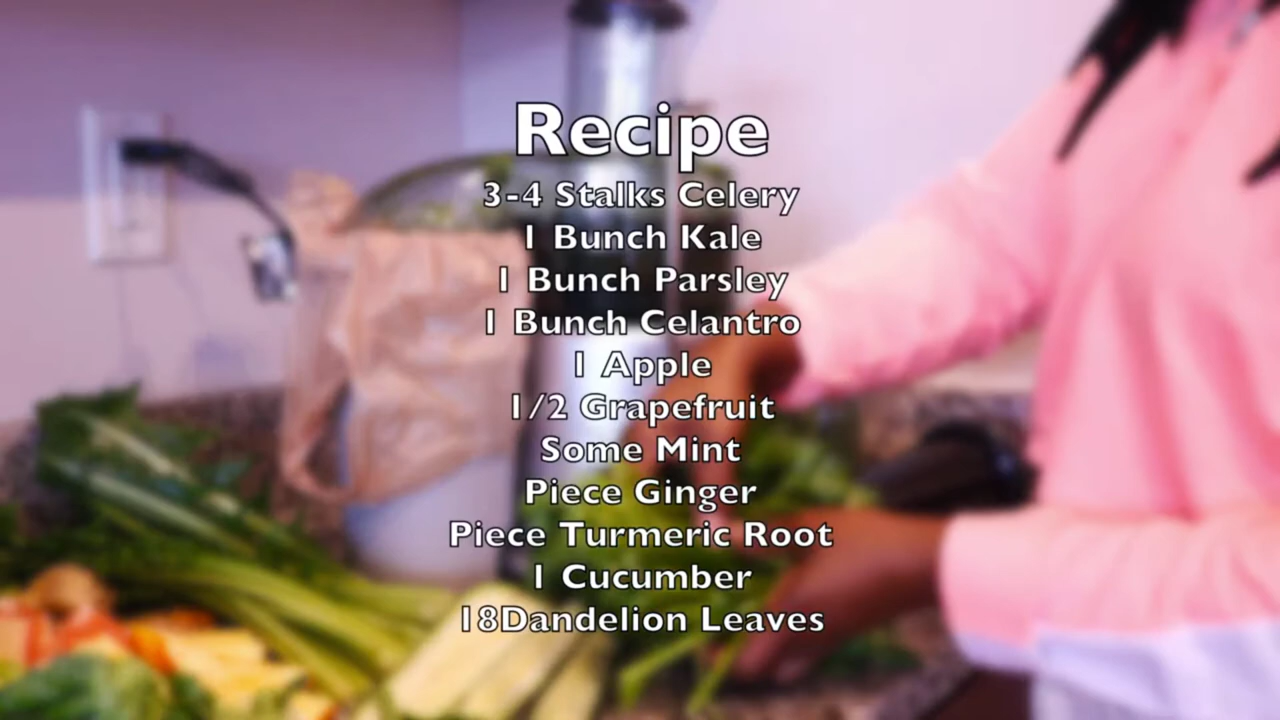 Recipe
3-4 Stalks Celery
1 Bunch Kale
1 Bunch Parsley
1 Bunch Celantro
1 Apple
1/2 Grapefruit
Some Mint
Piece Ginger
Piece Turmeric Root
1 Cucumber
18Dandelion Leaves